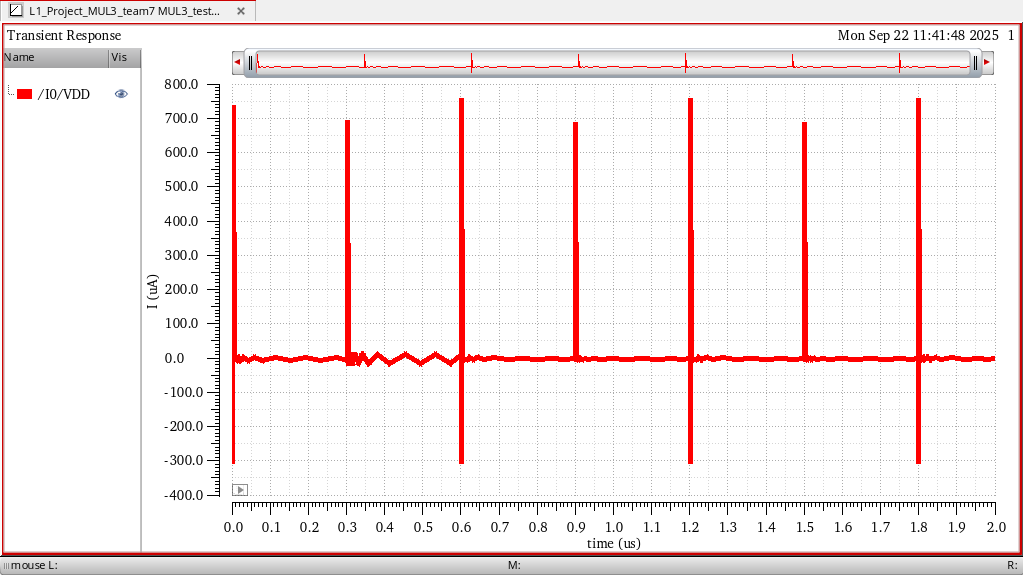 L1_Project_MUL3_team7 MUL3_test... ×
Transient Response
Mon Sep 22 11:41:48 2025 1
Name Vis
/I0/VDD
800.0
700.0
600.0
500.0
400.0
300.0
200.0
100.0
0.0
-100.0
-200.0
-300.0
-400.0
I (uA)
0.0 0.1 0.2 0.3 0.4 0.5 0.6 0.7 0.8 0.9 1.0 1.1 1.2 1.3 1.4 1.5 1.6 1.7 1.8 1.9 2.0
time (us)
mouse L: M: R: